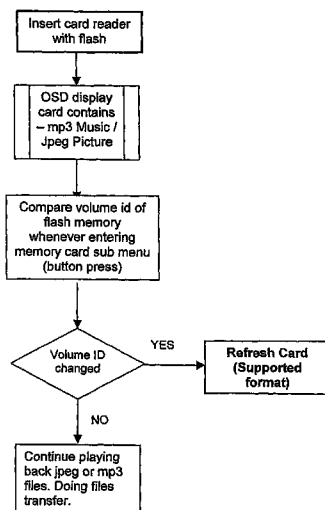 Insert card reader
with flash
OSD display
card contains
– mp3 Music /
Jpeg Picture
Compare volume id of
flash memory
whenever entering
memory card sub menu
(button press)
Volume ID
changed
YES
Refresh Card
(Supported
format)
NO
Continue playing
back jpeg or mp3
files. Doing files
transfer.